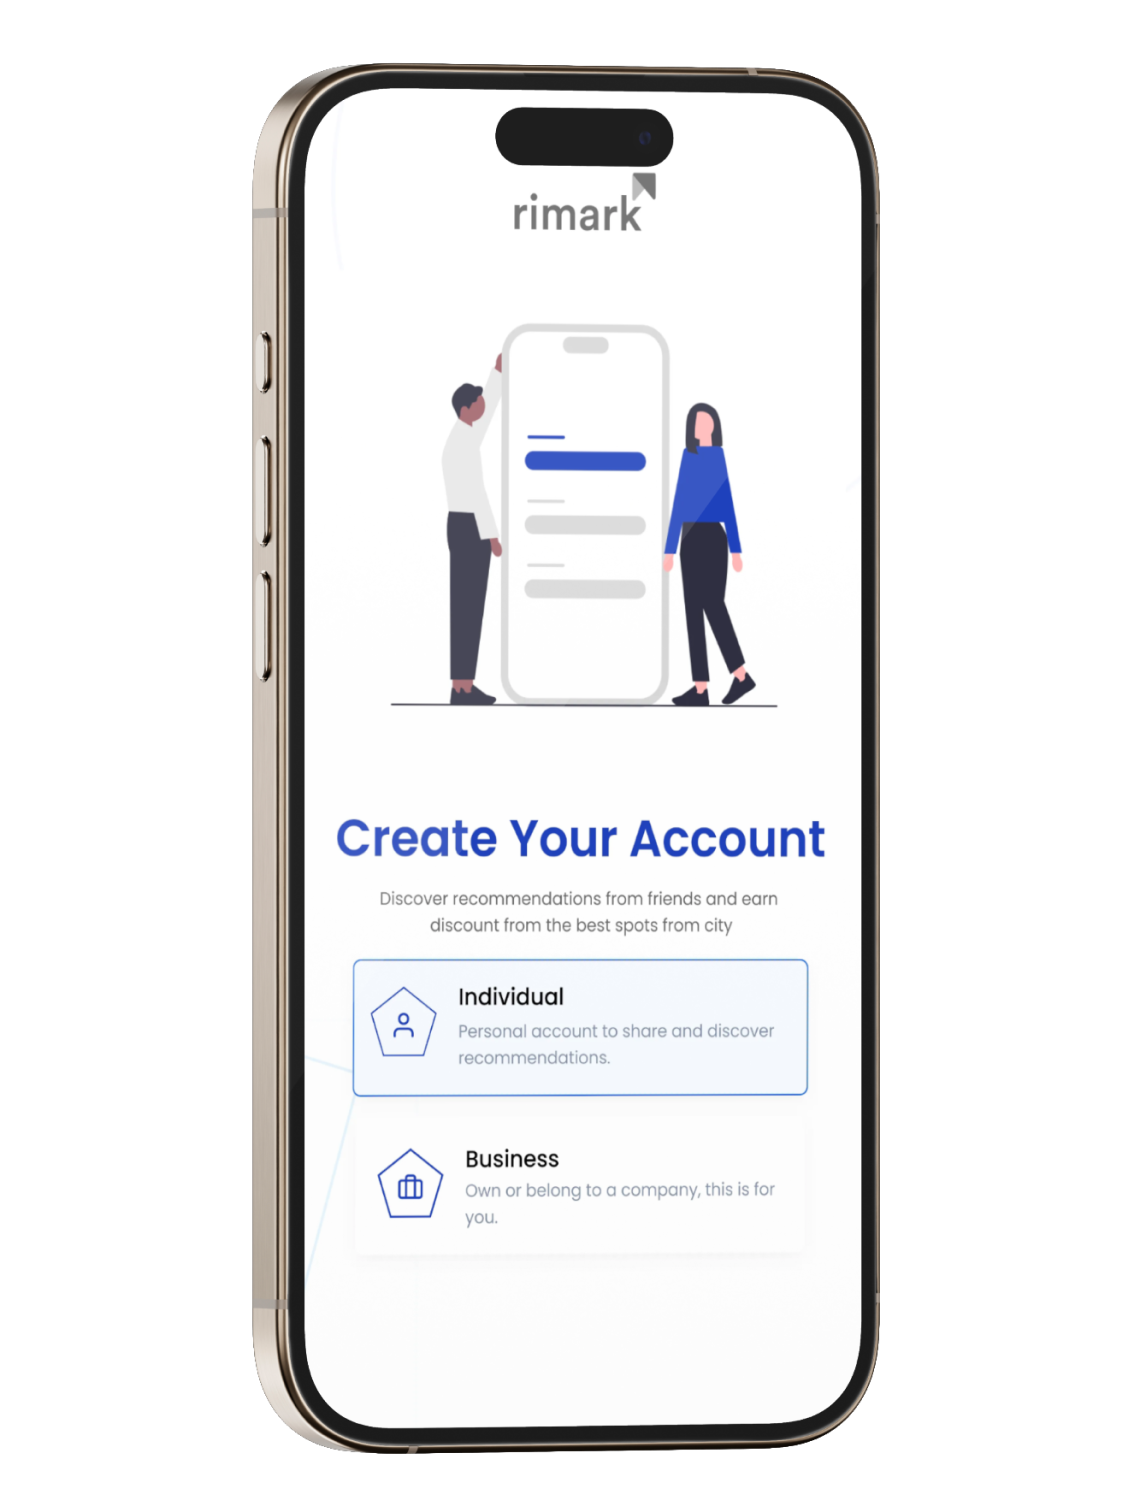 rimark
Create Your Account
Discover recommendations from friends and earn
discount from the best spots from city
Individual
Personal account to share and discover
recommendations.
Business
Own or belong to a company, this is for
you.